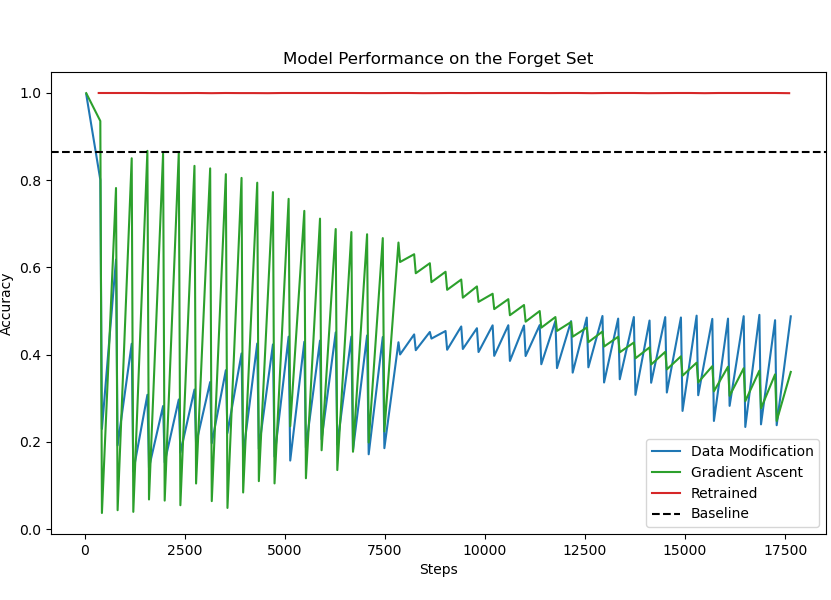 Model Performance on the Forget Set
Accuracy
1.0
0.8
0.6
0.4
0.2
0.0
0
2500
5000
7500
10000
12500
15000
17500
Steps
Data Modification
Gradient Ascent
Retrained
Baseline